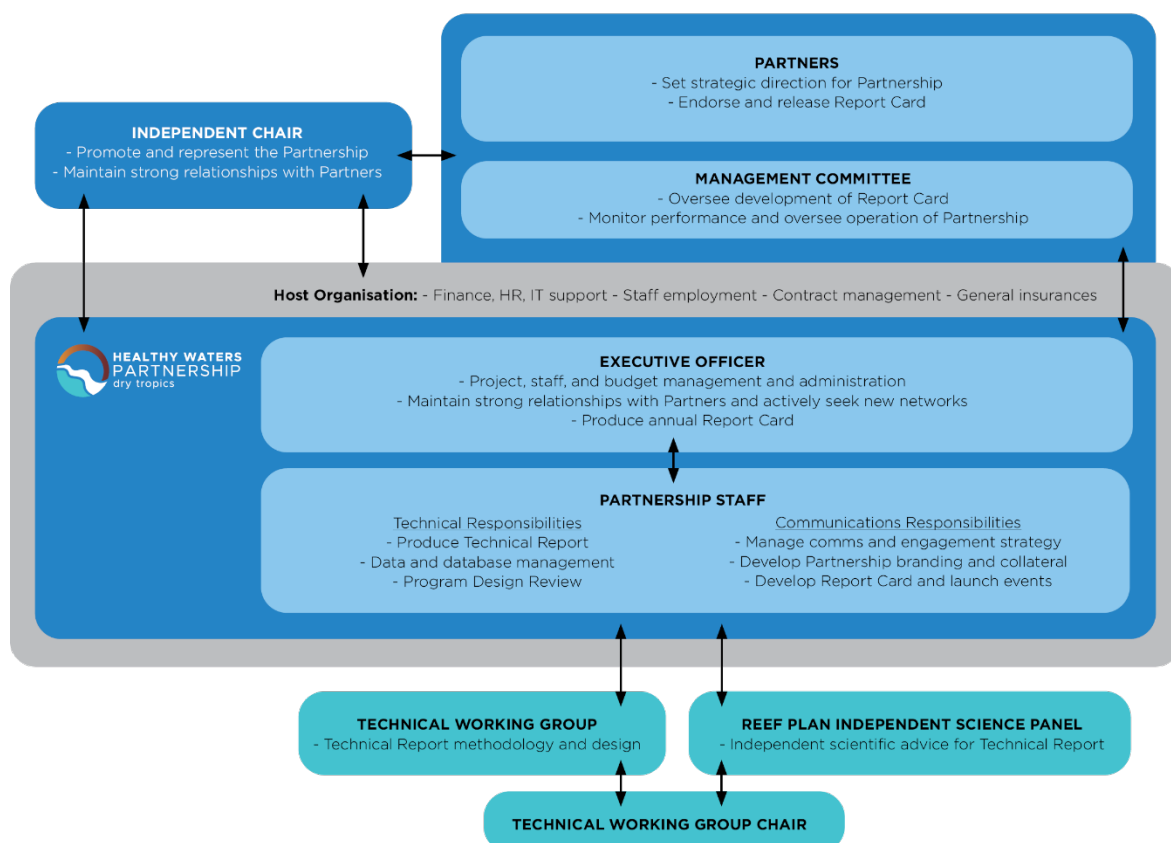 PARTNERS
- Set strategic direction for Partnership
- Endorse and release Report Card
INDEPENDENT CHAIR
- Promote and represent the Partnership
- Maintain strong relationships with Partners
MANAGEMENT COMMITTEE
- Oversee development of Report Card
- Monitor performance and oversee operation of Partnership
Host Organisation: - Finance, HR, IT support - Staff employment - Contract management - General insurances
HEALTHY WATERS
PARTNERSHIP
dry tropics
EXECUTIVE OFFICER
- Project, staff, and budget management and administration
- Maintain strong relationships with Partners and actively seek new networks
- Produce annual Report Card
PARTNERSHIP STAFF
Technical Responsibilities
- Produce Technical Report
- Data and database management
- Program Design Review
Communications Responsibilities
- Manage comms and engagement strategy
- Develop Partnership branding and collateral
- Develop Report Card and launch events
TECHNICAL WORKING GROUP
- Technical Report methodology and design
REEF PLAN INDEPENDENT SCIENCE PANEL
- Independent scientific advice for Technical Report
TECHNICAL WORKING GROUP CHAIR